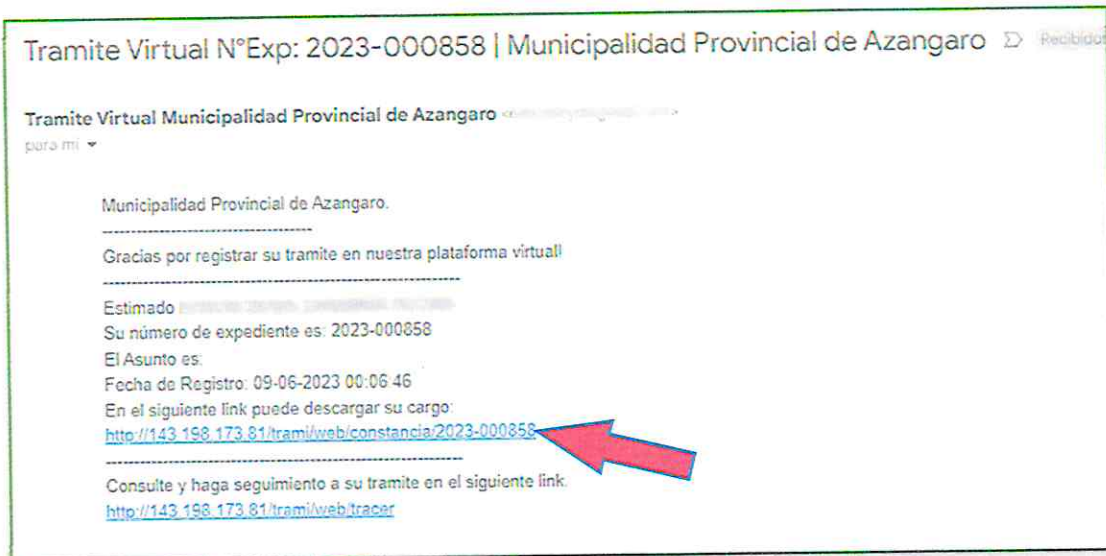 Tramite Virtual N°Exp: 2023-000858 | Municipalidad Provincial de Azangaro Recibidos
Tramite Virtual Municipalidad Provincial de Azangaro
para mi
Municipalidad Provincial de Azangaro.
------------------------------------
Gracias por registrar su tramite en nuestra plataforma virtual!
-------------------------------------------------------------
Estimado
Su número de expediente es: 2023-000858
El Asunto es:
Fecha de Registro: 09-06-2023 00:06:46
En el siguiente link puede descargar su cargo:
http://143.198.173.81/trami/web/constancia/2023-000858
-------------------------------------------------------------
Consulte y haga seguimiento a su tramite en el siguiente link.
http://143.198.173.81/trami/web/tracer